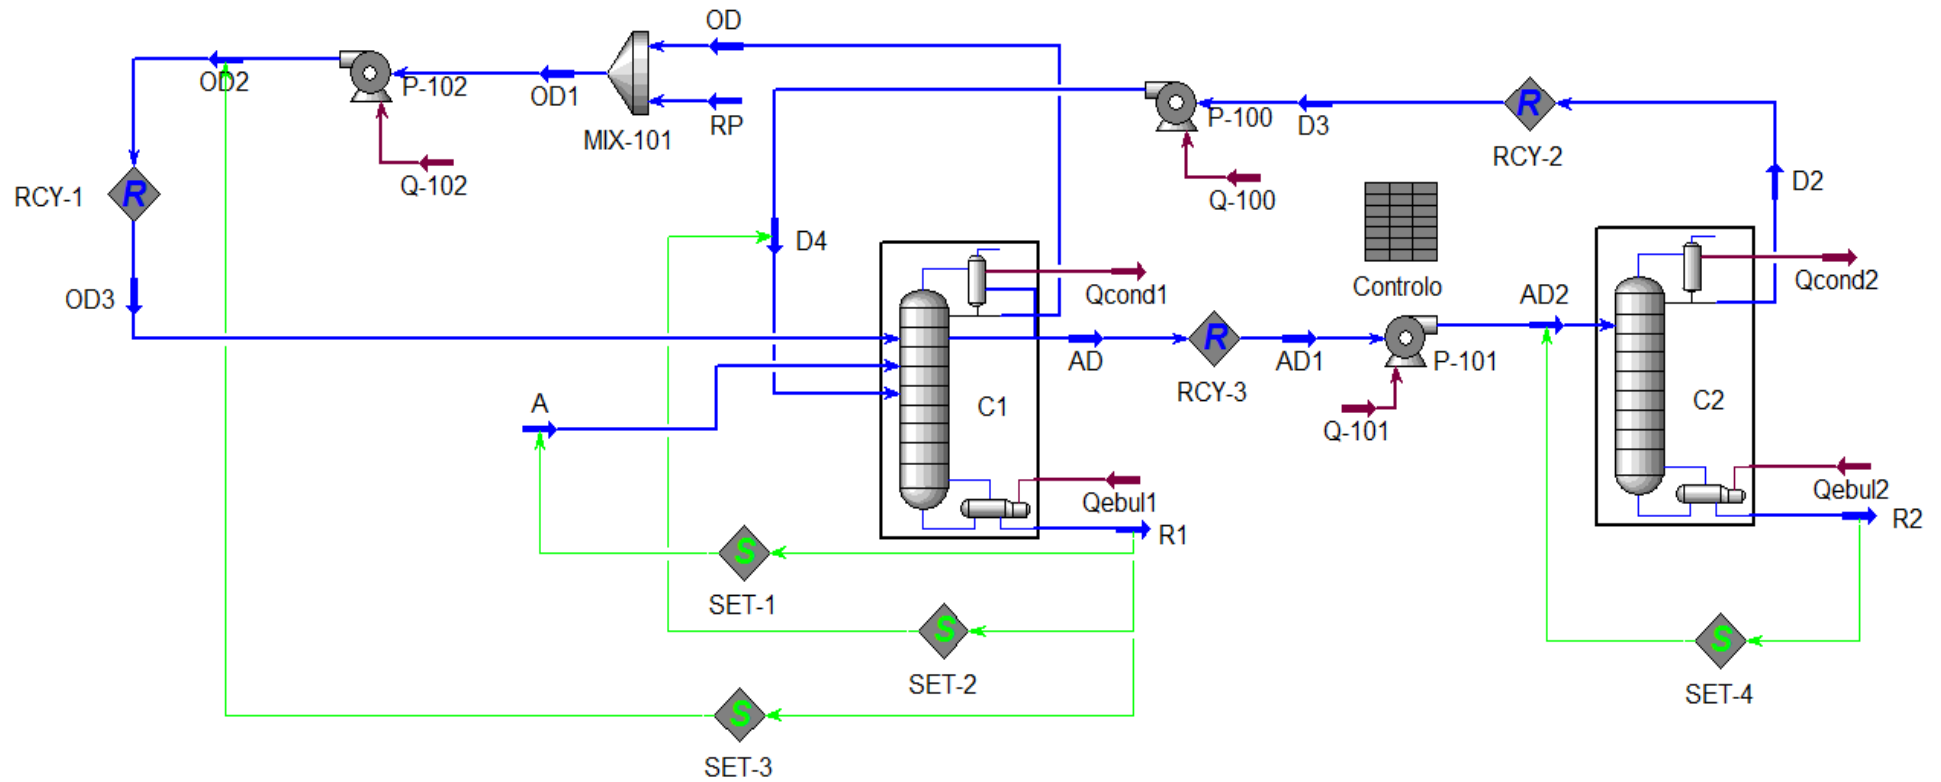 OD
OD2
P-102
OD1
RP
MIX-101
Q-102
P-100
D3
RCY-2
Q-100
D2
RCY-1
R
R
D4
Controlo
Qcond1
Qcond2
OD3
AD
R
RCY-3
AD1
AD2
P-101
Q-101
A
C1
C2
Qebul1
Qebul2
R1
R2
S
SET-1
S
SET-2
S
SET-4
S
SET-3